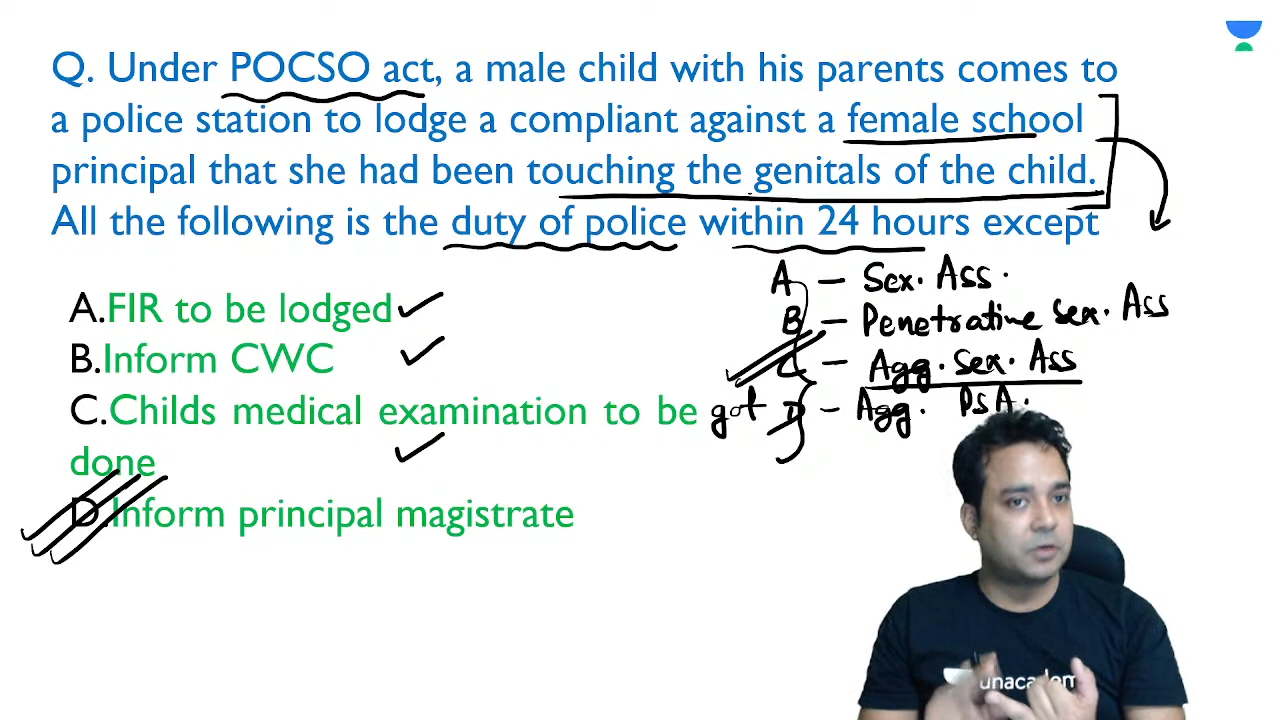 Q. Under POCSO act, a male child with his parents comes to
a police station to lodge a compliant against a female school
principal that she had been touching the genitals of the child.
All the following is the duty of police within 24 hours except
A.FIR to be lodged
B.Inform CWC
C.Childs medical examination to be got
done
D.Inform principal magistrate
A - Sex. Ass.
B - Penetrative sex. Ass
C - Agg. sex. Ass
D - Agg. PSA.
unacadem